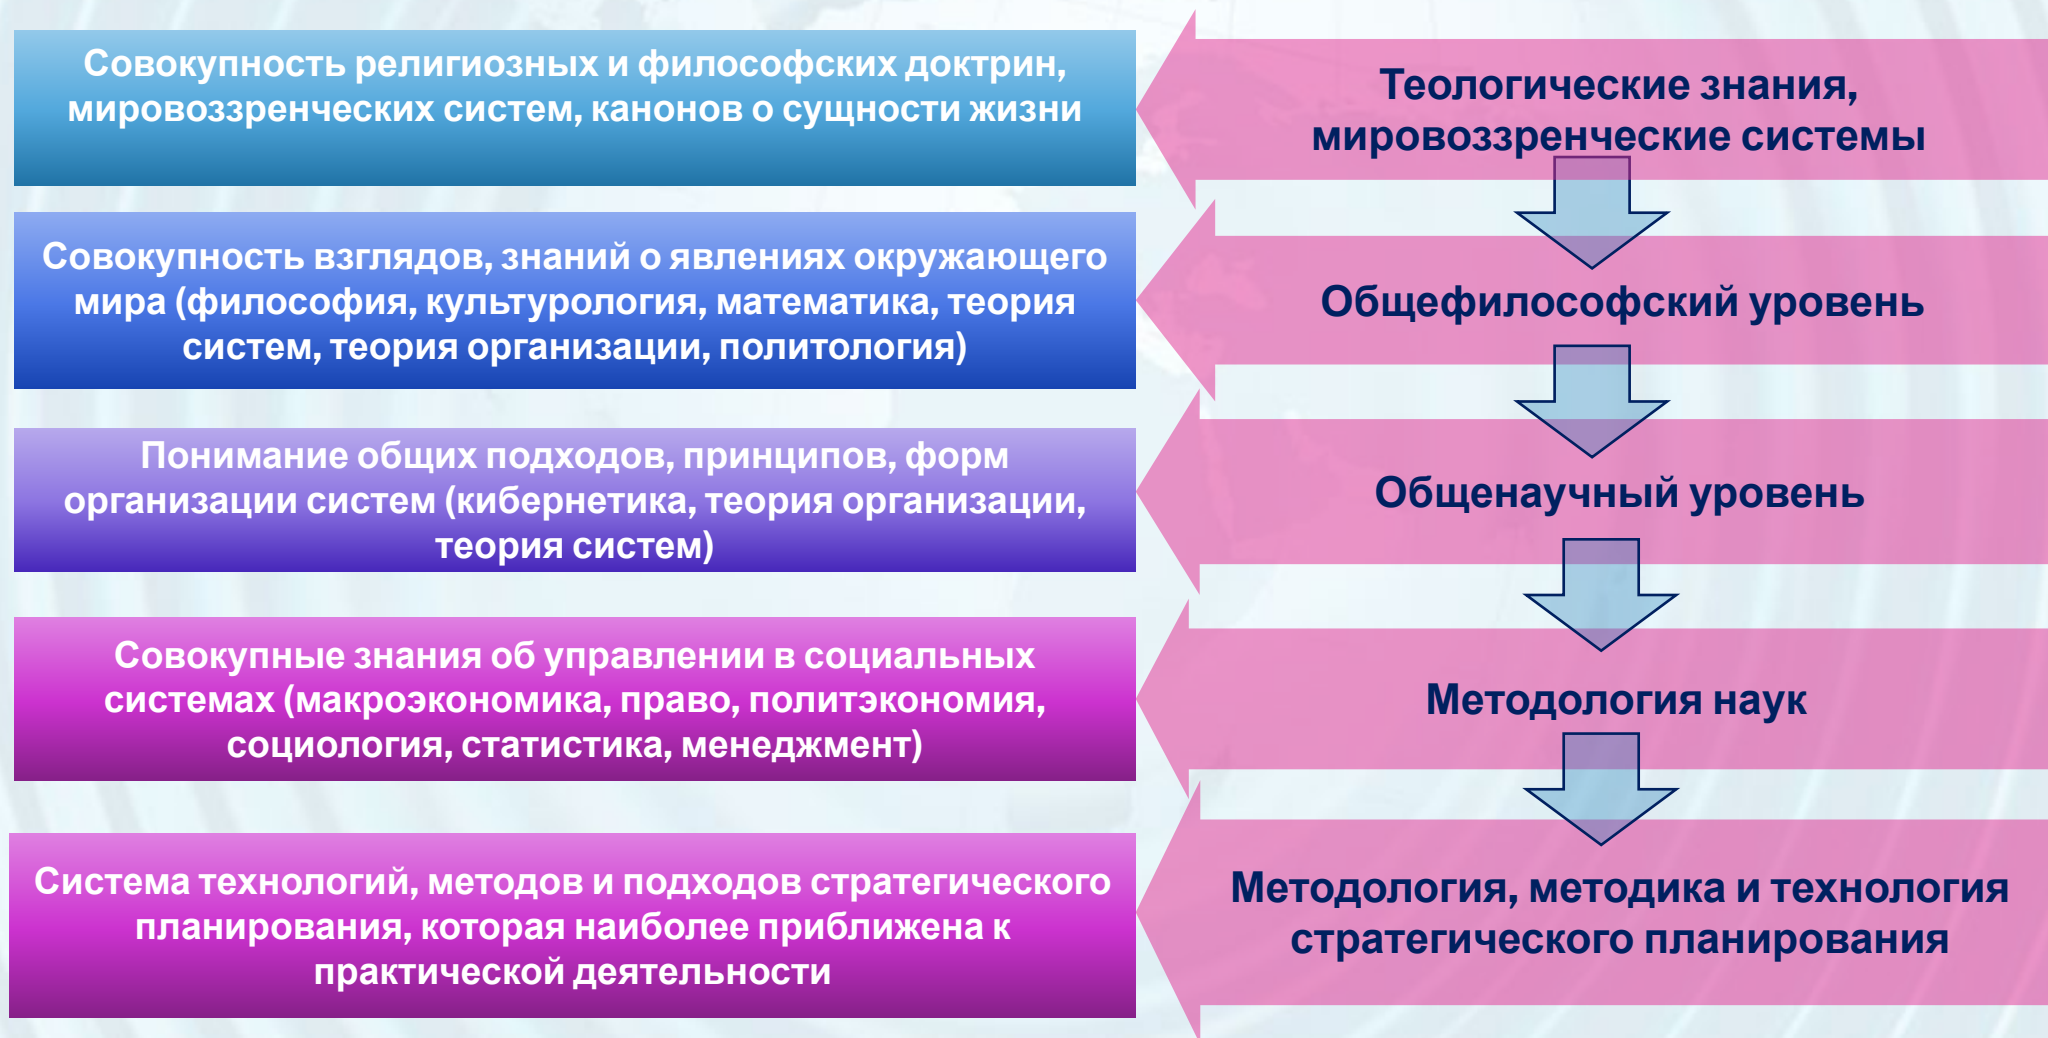 Совокупность религиозных и философских доктрин,
мировоззренческих систем, канонов о сущности жизни
Теологические знания,
мировоззренческие системы
Совокупность взглядов, знаний о явлениях окружающего
мира (философия, культурология, математика, теория
систем, теория организации, политология)
Общефилософский уровень
Понимание общих подходов, принципов, форм
организации систем (кибернетика, теория организации,
теория систем)
Общенаучный уровень
Совокупные знания об управлении в социальных
системах (макроэкономика, право, политэкономия,
социология, статистика, менеджмент)
Методология наук
Система технологий, методов и подходов стратегического
планирования, которая наиболее приближена к
практической деятельности
Методология, методика и технология
стратегического планирования